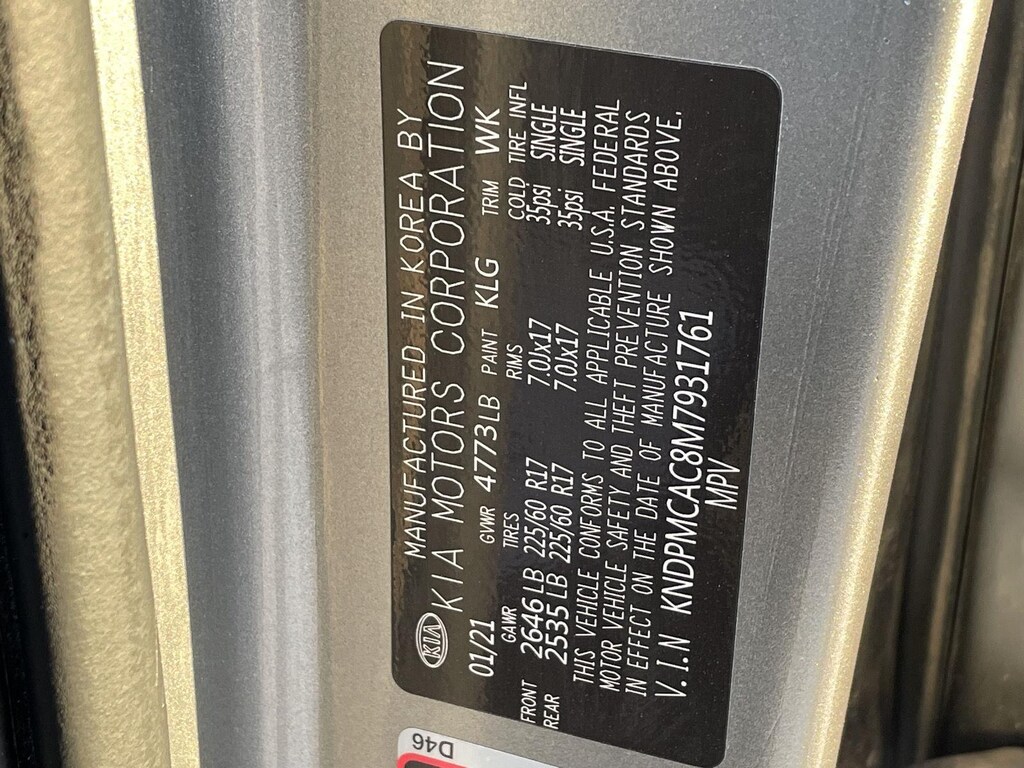 MANUFACTURED IN KOREA BY
KIA KIA MOTORS CORPORATION
01/21 GVWR 4773LB PAINT KLG TRIM WK
GAWR TIRES RIMS COLD TIRE INFL
FRONT 2646LB 225/60 R17 7.0Jx17 35psi SINGLE
REAR 2535LB 225/60 R17 7.0Jx17 35psi SINGLE
THIS VEHICLE CONFORMS TO ALL APPLICABLE U.S.A. FEDERAL
MOTOR VEHICLE SAFETY AND THEFT PREVENTION STANDARDS
IN EFFECT ON THE DATE OF MANUFACTURE SHOWN ABOVE.
V.I.N KNDPMCAC8M7931761
MPV
D46